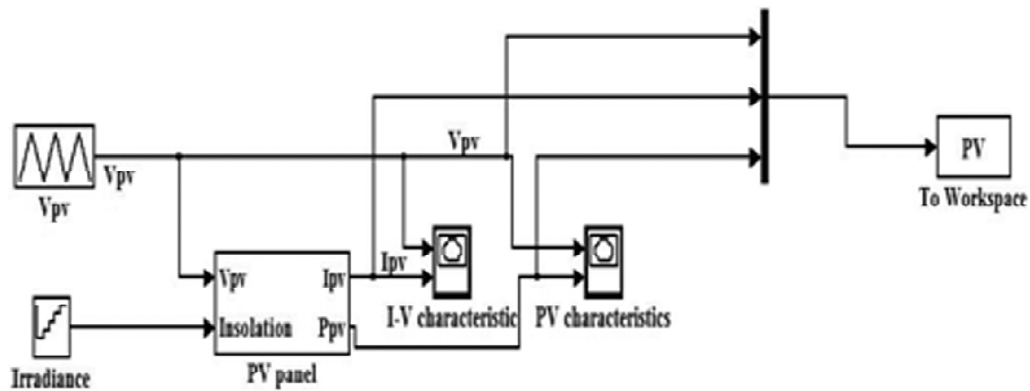 Vpv
PV
Vpv
Vpv
To Workspace
Vpv
Ipv
Ipv
Insolation
Ppv
I-V characteristic
PV characteristics
PV panel
Irradiance